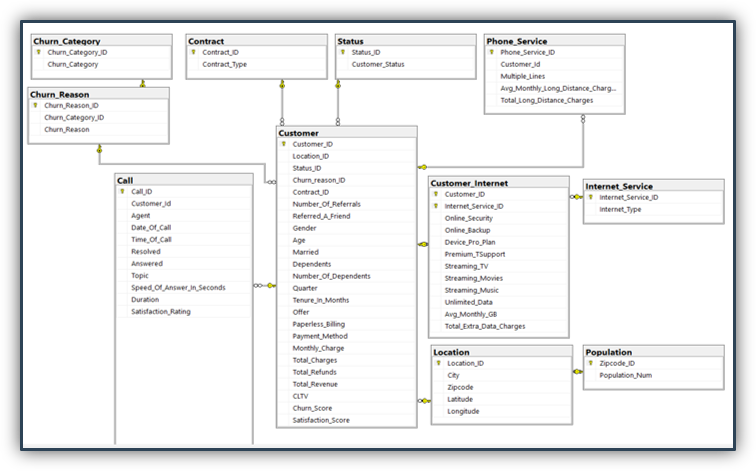 Churn_Category
Churn_Category_ID
Churn_Category
Contract
Contract_ID
Contract_Type
Status
Status_ID
Customer_Status
Phone_Service
Phone_Service_ID
Customer_Id
Multiple_Lines
Avg_Monthly_Long_Distance_Charg...
Total_Long_Distance_Charges
Churn_Reason
Churn_Reason_ID
Churn_Category_ID
Churn_Reason
Customer
Customer_ID
Location_ID
Status_ID
Churn_reason_ID
Contract_ID
Number_Of_Referrals
Referred_A_Friend
Gender
Age
Married
Dependents
Number_Of_Dependents
Quarter
Tenure_In_Months
Offer
Paperless_Billing
Payment_Method
Monthly_Charge
Total_Charges
Total_Refunds
Total_Revenue
CLTV
Churn_Score
Satisfaction_Score
Call
Call_ID
Customer_Id
Agent
Date_Of_Call
Time_Of_Call
Resolved
Answered
Topic
Speed_Of_Answer_In_Seconds
Duration
Satisfaction_Rating
Customer_Internet
Customer_ID
Internet_Service_ID
Online_Security
Online_Backup
Device_Pro_Plan
Premium_TSupport
Streaming_TV
Streaming_Movies
Streaming_Music
Unlimited_Data
Avg_Monthly_GB
Total_Extra_Data_Charges
Internet_Service
Internet_Service_ID
Internet_Type
Location
Location_ID
City
Zipcode
Latitude
Longitude
Population
Zipcode_ID
Population_Num